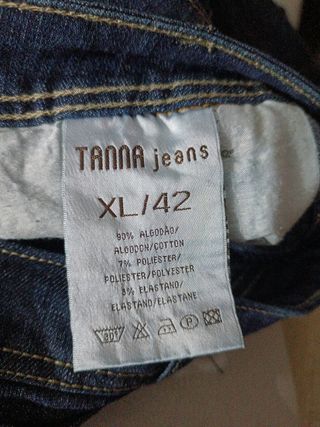 TANNA jeans
XL/42
90% ALGODÃO/
ALGODON/COTTON
7% POLIESTER/
POLIESTER/POLYESTER
3% ELASTANO/
ELASTANO/ELASTANE